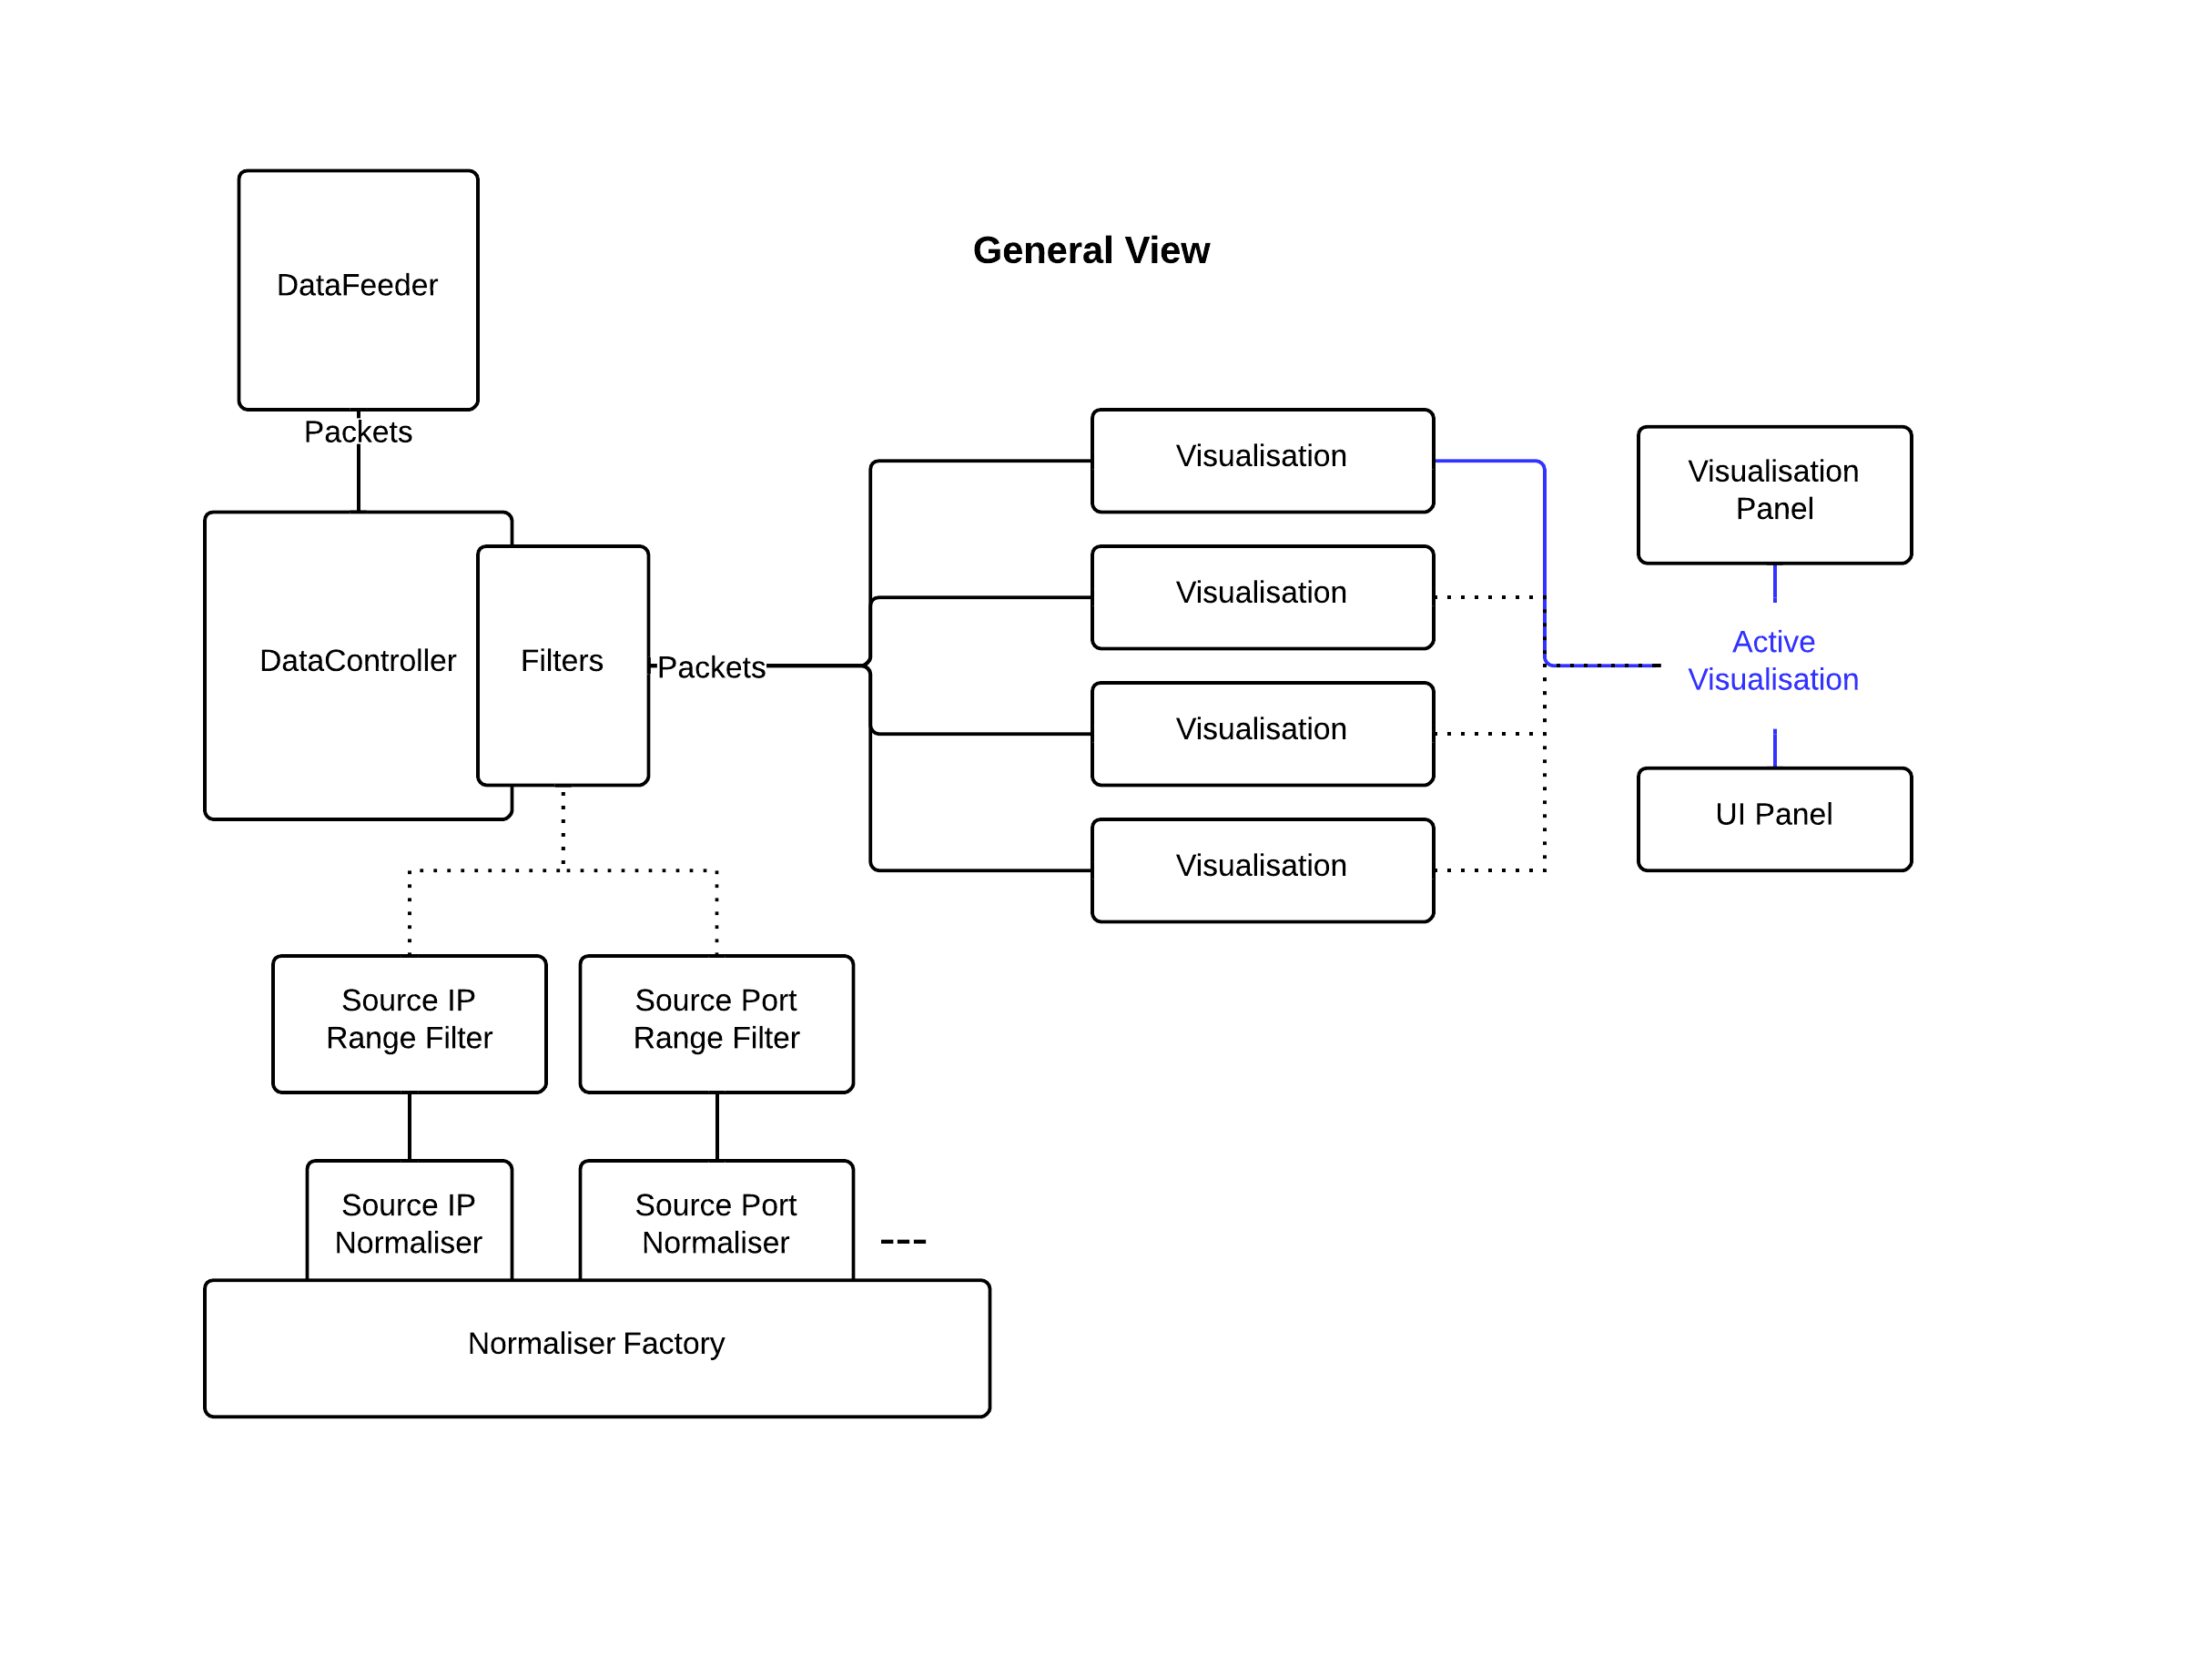 General View
DataFeeder
Packets
DataController
Filters
Packets
Visualisation
Visualisation
Visualisation
Visualisation
Visualisation
Panel
Active
Visualisation
UI Panel
Source IP
Range Filter
Source Port
Range Filter
Source IP
Normaliser
Source Port
Normaliser
---
Normaliser Factory